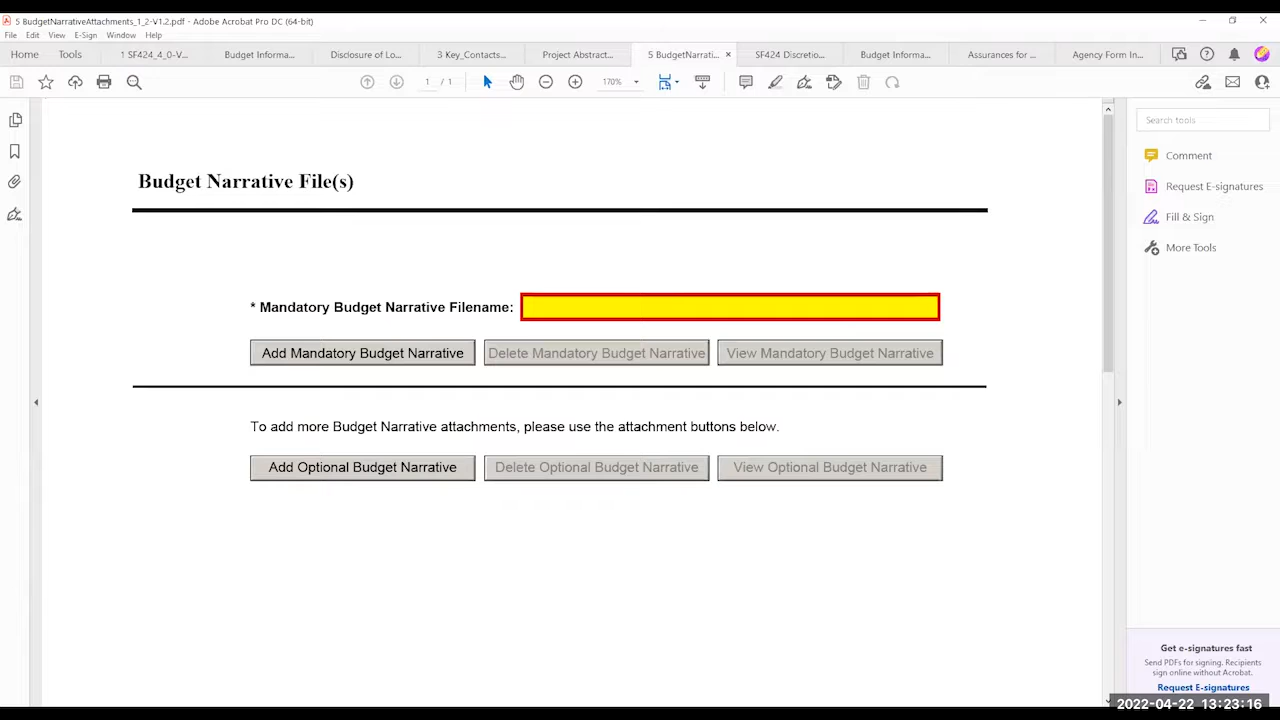 5 BudgetNarrativeAttachments_1_2-V1.2.pdf - Adobe Acrobat Pro DC (64-bit)
File Edit View E-Sign Window Help
Home Tools 1 SF424_4_0-V... Budget Informa... Disclosure of Lo... 3 Key_Contacts... Project Abstract... 5 BudgetNarrati... SF424 Discretio... Budget Informa... Assurances for ... Agency Form In...
1 / 1 170%
Search tools
Comment
Request E-signatures
Fill & Sign
More Tools
Budget Narrative File(s)
* Mandatory Budget Narrative Filename:
Add Mandatory Budget Narrative Delete Mandatory Budget Narrative View Mandatory Budget Narrative
To add more Budget Narrative attachments, please use the attachment buttons below.
Add Optional Budget Narrative Delete Optional Budget Narrative View Optional Budget Narrative
Get e-signatures fast
Send PDFs for signing. Recipients
sign online without Acrobat.
Request E-signatures
2022-04-22 13:23:16